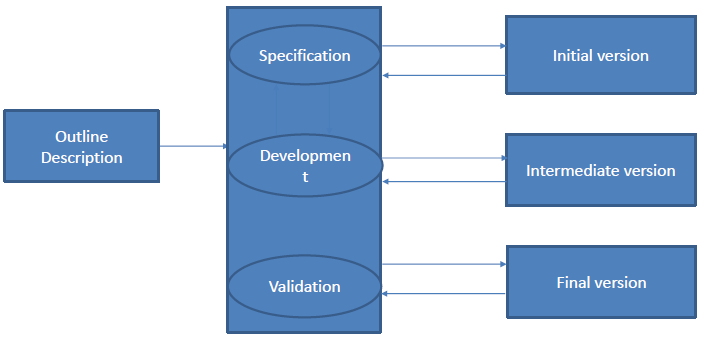 Specification
Initial version
Outline
Description
Developmen
t
Intermediate version
Validation
Final version